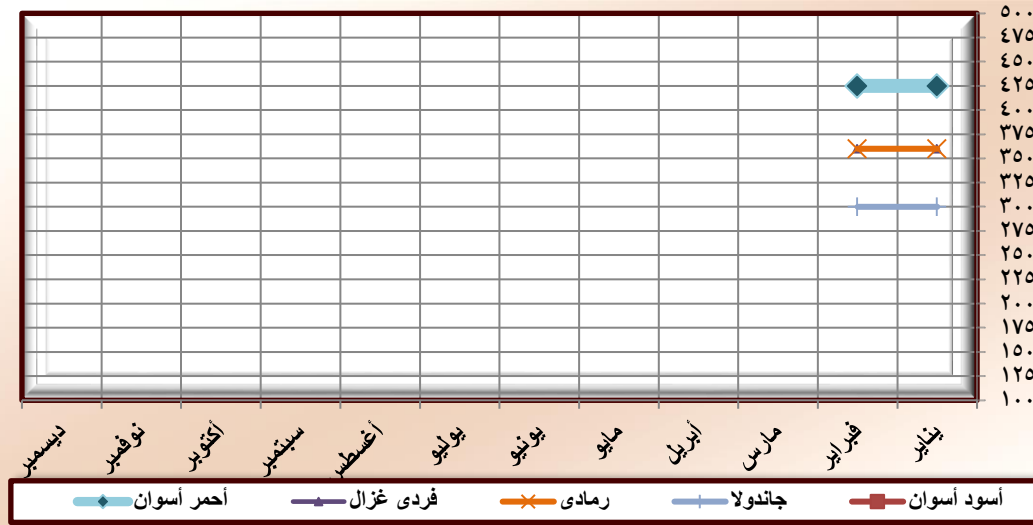 ٥٠٠
٤٧٥
٤٥٠
٤٢٥
٤٠٠
٣٧٥
٣٥٠
٣٢٥
٣٠٠
٢٧٥
٢٥٠
٢٢٥
٢٠٠
١٧٥
١٥٠
١٢٥
١٠٠
يناير
فبراير
مارس
أبريل
مايو
يونيو
يوليو
أغسطس
سبتمبر
أكتوبر
نوفمبر
ديسمبر
أسود أسوان جاندولا رمادى فردى غزال أحمر أسوان